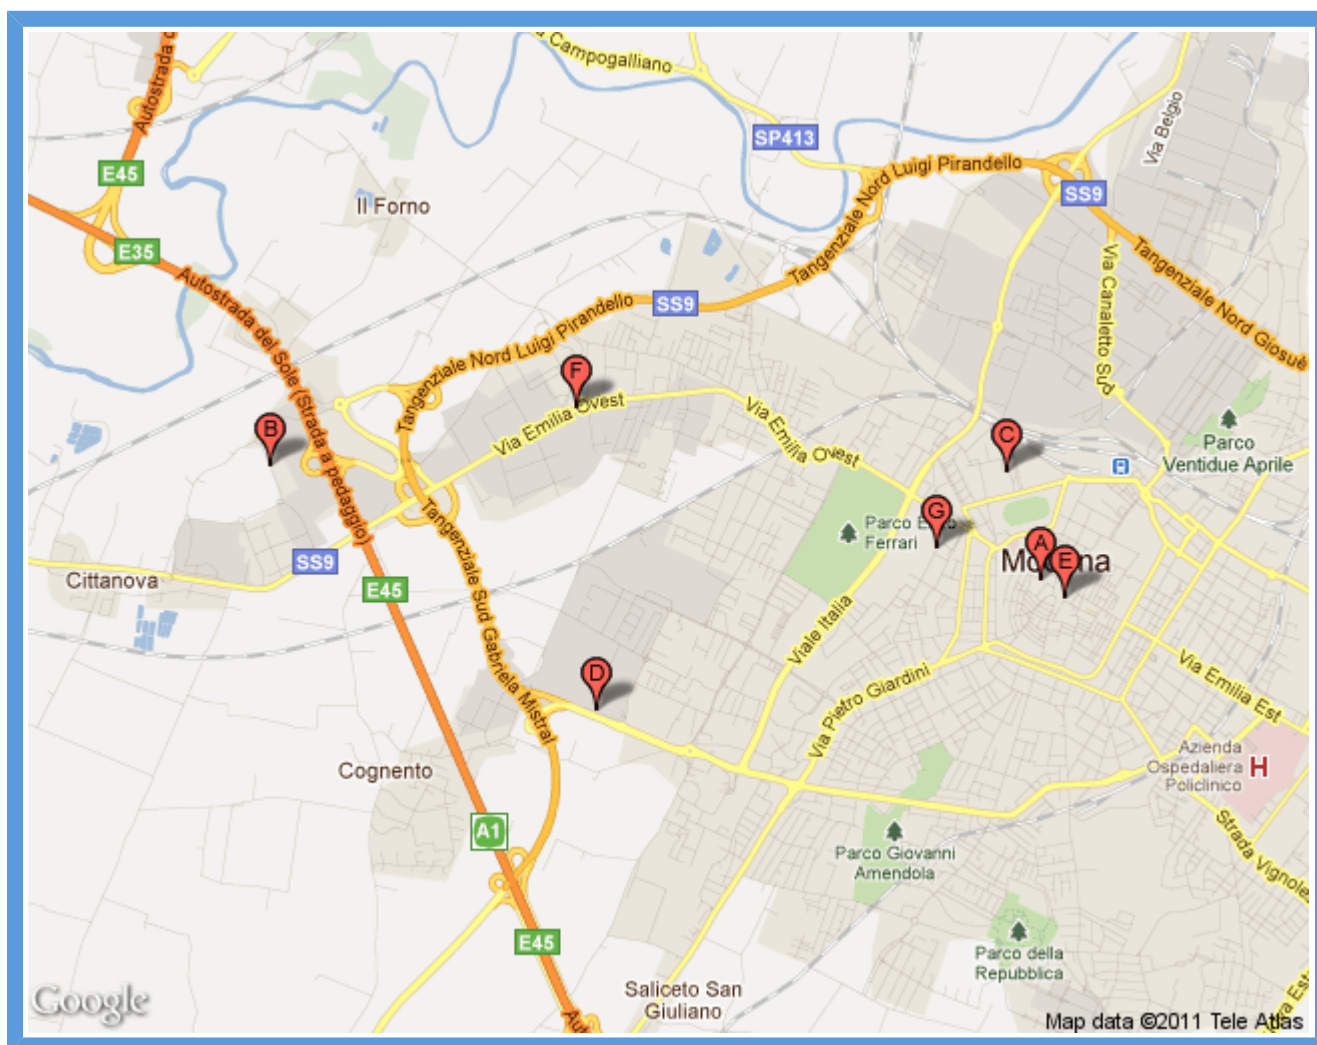 Autostrada d
a Campogalliano
SP413
Via Belgio
E45
Tangenziale Nord Luigi Pirandello
SS9
Il Forno
E35
Autostrada del Sole (Strada a pedaggio)
Tangenziale Nord Giosuè
Via Canaletto Sud
SS9
Tangenziale Nord Luigi Pirandello
F
Via Emilia Ovest
Via Emilia Ovest
B
C
Parco
Ventidue Aprile
G
Parco E
Ferrari
A
E
SS9
Cittanova
E45
Tangenziale Sud Gabriela Mistral
Viale Italia
D
Via Pietro Giardini
Via Emilia Est
Azienda
Ospedaliera
Policlinico
H
Cognento
A1
Strada Vignole
Parco Giovanni
Amendola
E45
Parco della
Repubblica
Saliceto San
Giuliano
Google
Map data ©2011 Tele Atlas